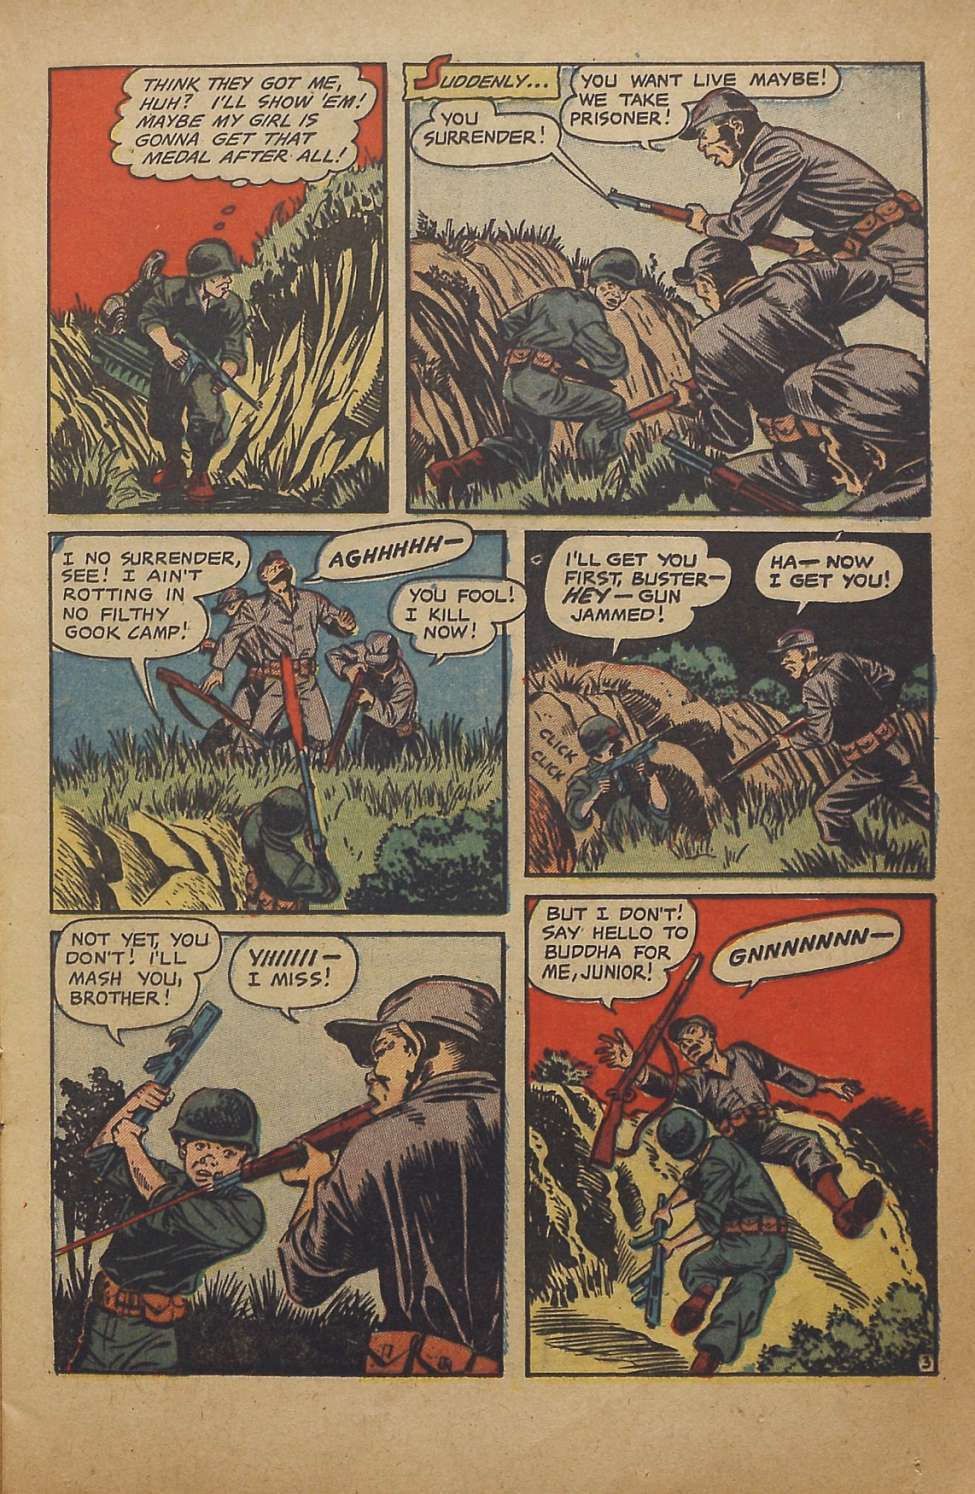 THINK THEY GOT ME,
HUH? I'LL SHOW 'EM!
MAYBE MY GIRL IS
GONNA GET THAT
MEDAL AFTER ALL!
SUDDENLY...
YOU
SURRENDER!
YOU WANT LIVE MAYBE!
WE TAKE
PRISONER!
I NO SURRENDER,
SEE! I AIN'T
ROTTING IN
NO FILTHY
GOOK CAMP!
AGHHHHH—
YOU FOOL!
I KILL
NOW!
I'LL GET YOU
FIRST, BUSTER—
HEY— GUN
JAMMED!
HA— NOW
I GET YOU!
CLICK
CLICK
NOT YET, YOU
DON'T! I'LL
MASH YOU,
BROTHER!
YIIIIII—
I MISS!
BUT I DON'T!
SAY HELLO TO
BUDDHA FOR
ME, JUNIOR!
GNNNNNNN—
3